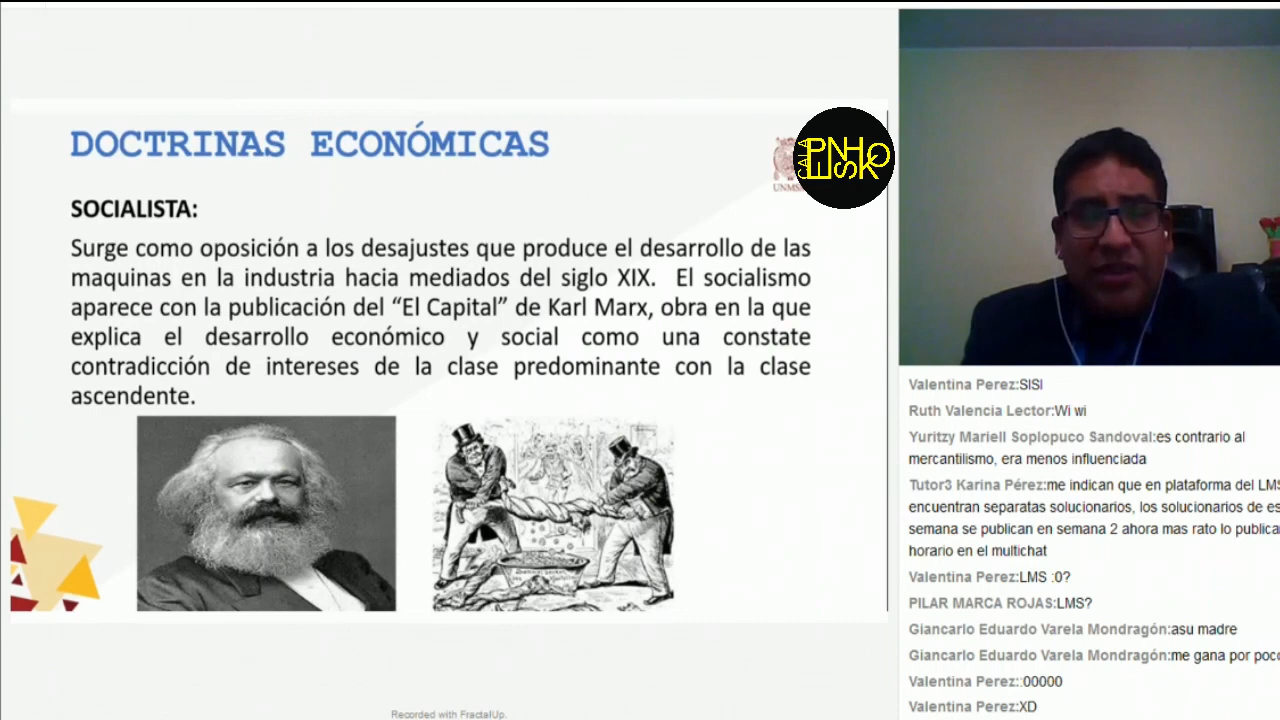 DOCTRINAS ECONÓMICAS
CALA
PNHO
ESK
UNMS
SOCIALISTA:
Surge como oposición a los desajustes que produce el desarrollo de las
maquinas en la industria hacia mediados del siglo XIX. El socialismo
aparece con la publicación del “El Capital” de Karl Marx, obra en la que
explica el desarrollo económico y social como una constate
contradicción de intereses de la clase predominante con la clase
ascendente.
Recorded with FractalUp.
Valentina Perez:SISI
Ruth Valencia Lector:Wi wi
Yuritzy Mariell Soplopuco Sandoval:es contrario al
mercantilismo, era menos influenciada
Tutor3 Karina Pérez:me indican que en plataforma del LMS
encuentran separatas solucionarios, los solucionarios de es
semana se publican en semana 2 ahora mas rato lo publica
horario en el multichat
Valentina Perez:LMS :0?
PILAR MARCA ROJAS:LMS?
Giancarlo Eduardo Varela Mondragón:asu madre
Giancarlo Eduardo Varela Mondragón:me gana por poco
Valentina Perez::00000
Valentina Perez:XD